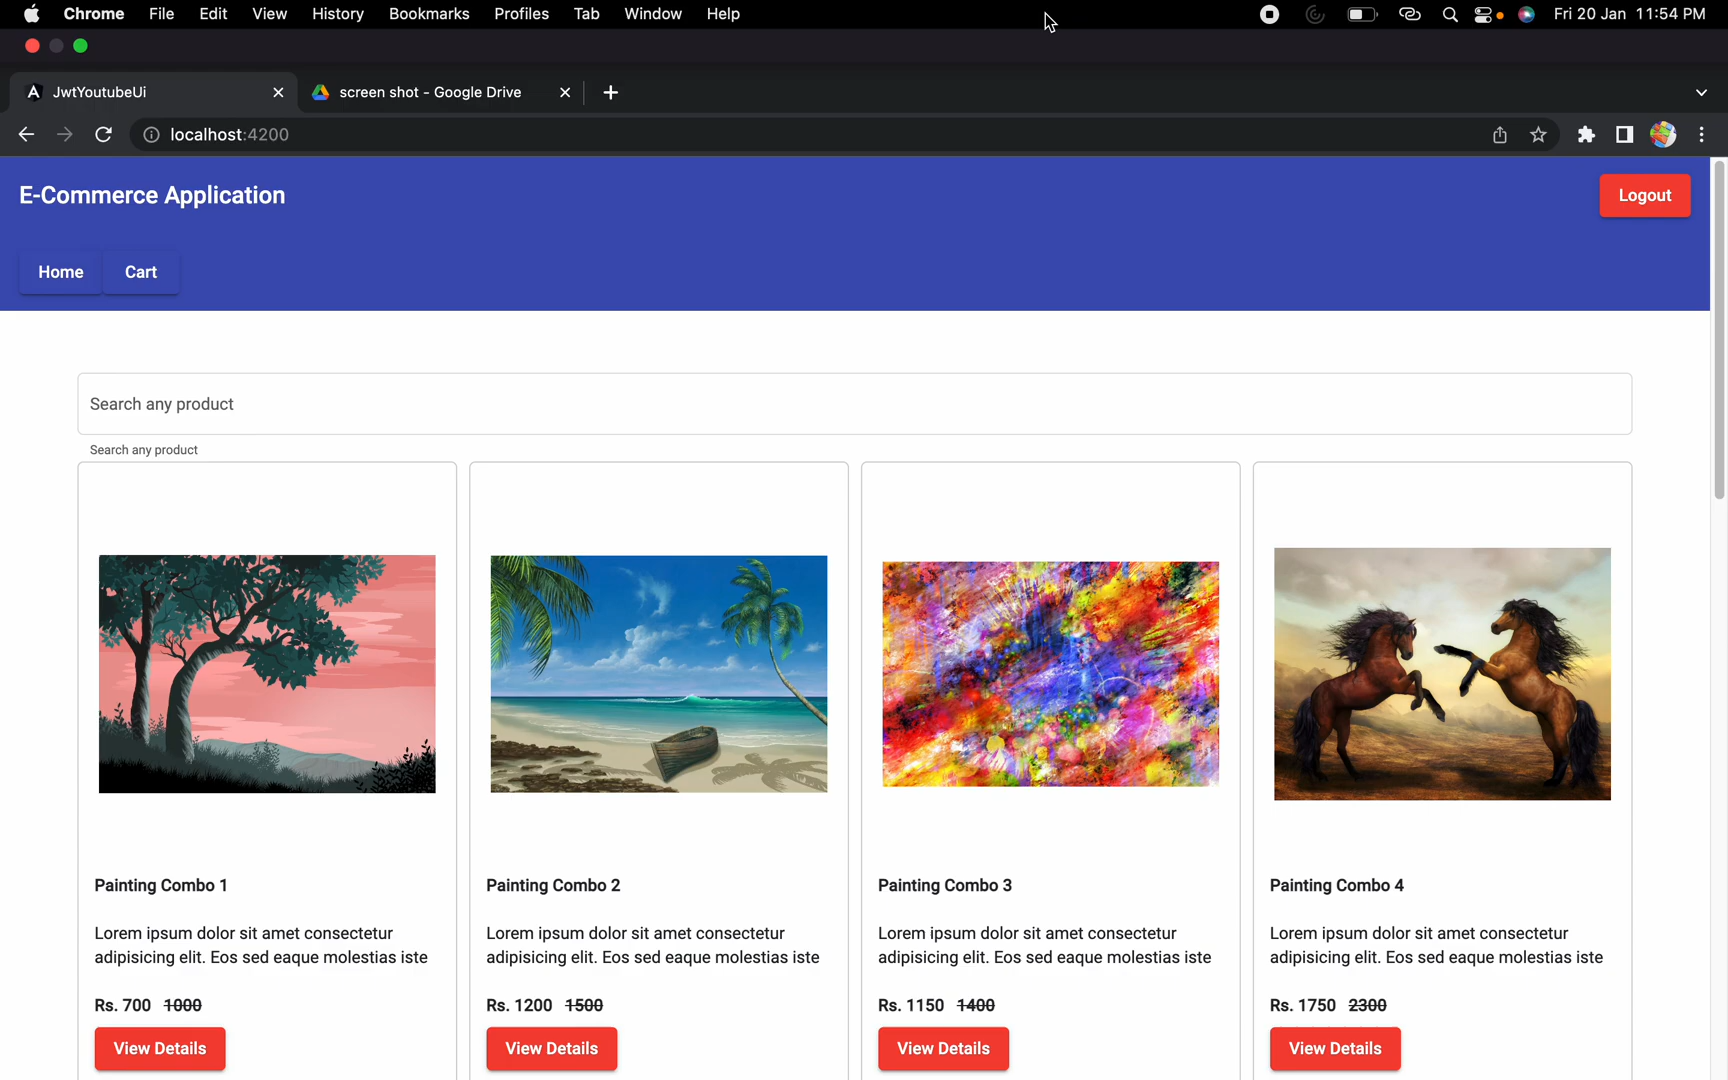 Chrome File Edit View History Bookmarks Profiles Tab Window Help Fri 20 Jan 11:54 PM
JwtYoutubeUi screen shot - Google Drive
localhost:4200
E-Commerce Application Logout
Home Cart
Search any product
Search any product
Painting Combo 1
Lorem ipsum dolor sit amet consectetur
adipisicing elit. Eos sed eaque molestias iste
Rs. 700 1000
View Details
Painting Combo 2
Lorem ipsum dolor sit amet consectetur
adipisicing elit. Eos sed eaque molestias iste
Rs. 1200 1500
View Details
Painting Combo 3
Lorem ipsum dolor sit amet consectetur
adipisicing elit. Eos sed eaque molestias iste
Rs. 1150 1400
View Details
Painting Combo 4
Lorem ipsum dolor sit amet consectetur
adipisicing elit. Eos sed eaque molestias iste
Rs. 1750 2300
View Details